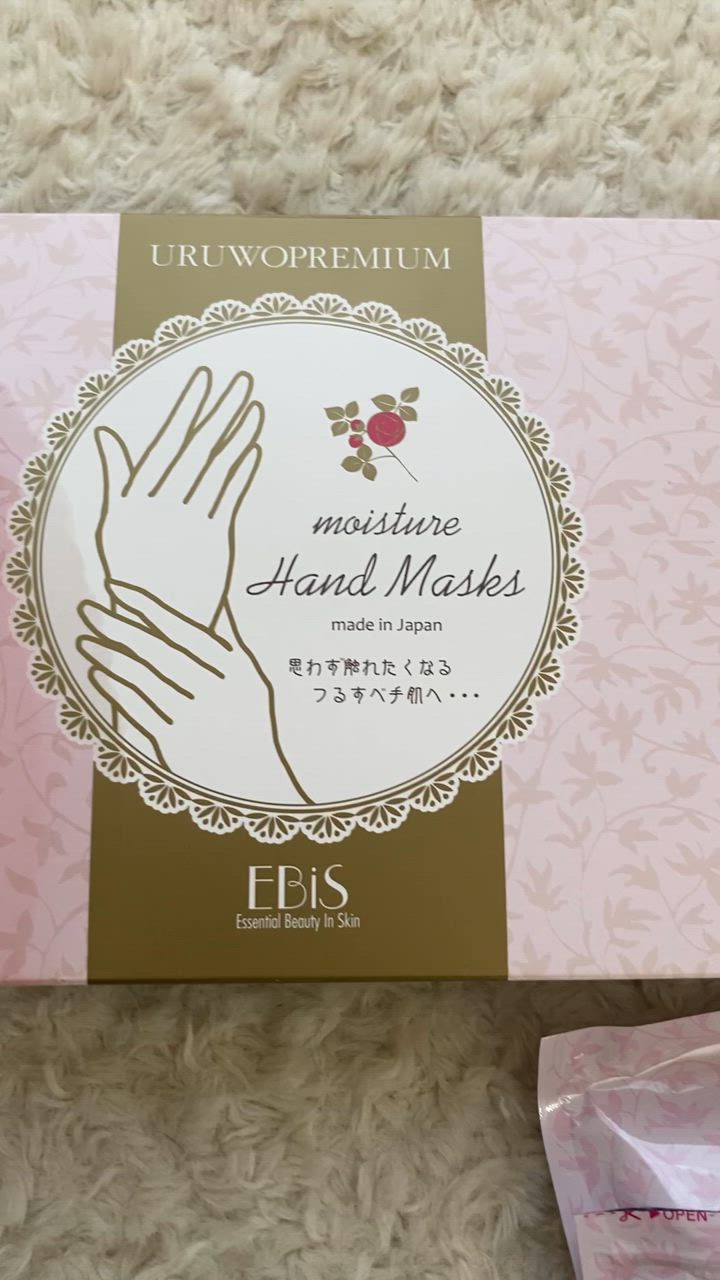 URUWOPREMIUM
moisture
Hand Masks
made in Japan
思わず触れたくなる
つるすべ手肌へ・・・
EBiS
Essential Beauty In Skin
OPEN